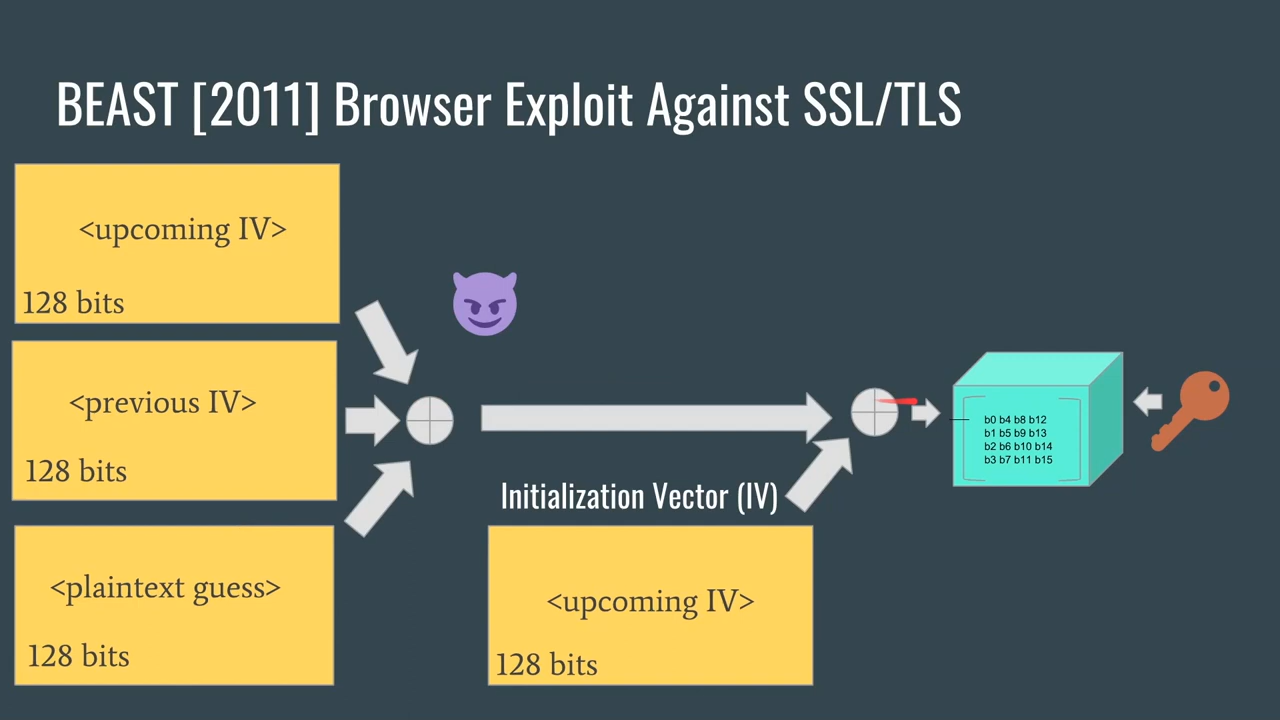 BEAST [2011] Browser Exploit Against SSL/TLS
<upcoming IV>
128 bits
<previous IV>
128 bits
<plaintext guess>
128 bits
Initialization Vector (IV)
<upcoming IV>
128 bits
b0 b4 b8 b12
b1 b5 b9 b13
b2 b6 b10 b14
b3 b7 b11 b15